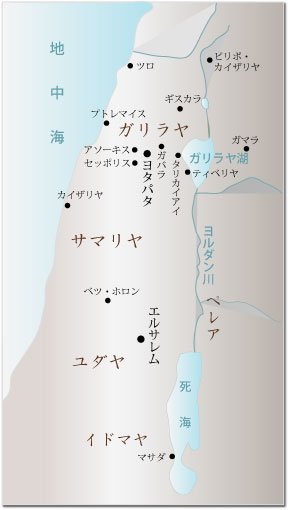 地中海
ツロ
ピリポ・
カイザリヤ
ギスカラ
プトレマイス
ガリラヤ
ガマラ
アソーキス
セッポリス
ヨタパタ
ガバラ
タリカイアイ
ガリラヤ湖
ティベリヤ
カイザリヤ
サマリヤ
ヨルダン川
ペレア
ベツ・ホロン
エルサレム
ユダヤ
死海
イドマヤ
マサダ